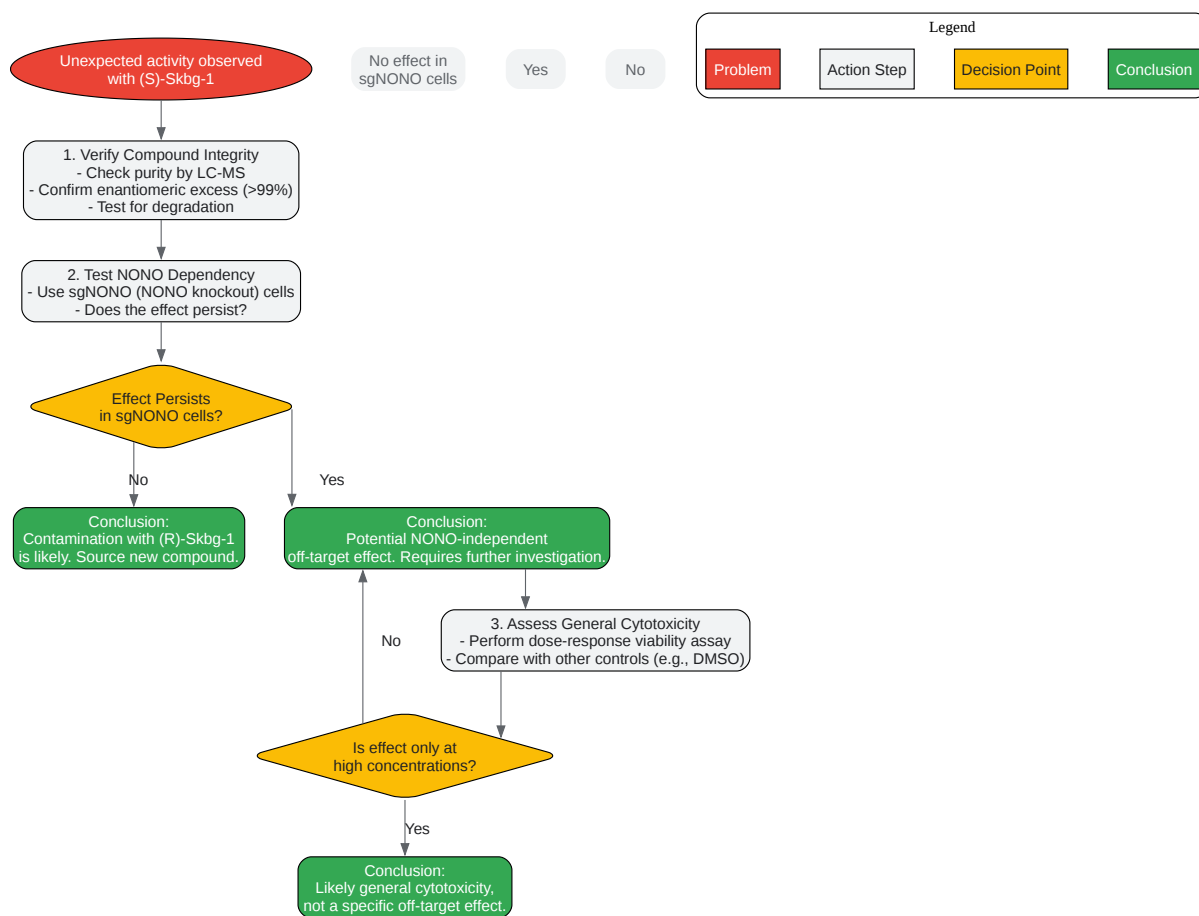 Unexpected activity observed
with (S)-Skbg-1
No effect in
sgNONO cells
Yes
No
Legend
Problem
Action Step
Decision Point
Conclusion
1. Verify Compound Integrity
- Check purity by LC-MS
- Confirm enantiomeric excess (>99%)
- Test for degradation
2. Test NONO Dependency
- Use sgNONO (NONO knockout) cells
- Does the effect persist?
Effect Persists
in sgNONO cells?
No
Yes
Conclusion:
Contamination with (R)-Skbg-1
is likely. Source new compound.
Conclusion:
Potential NONO-independent
off-target effect. Requires further investigation.
No
3. Assess General Cytotoxicity
- Perform dose-response viability assay
- Compare with other controls (e.g., DMSO)
Is effect only at
high concentrations?
Yes
Conclusion:
Likely general cytotoxicity,
not a specific off-target effect.